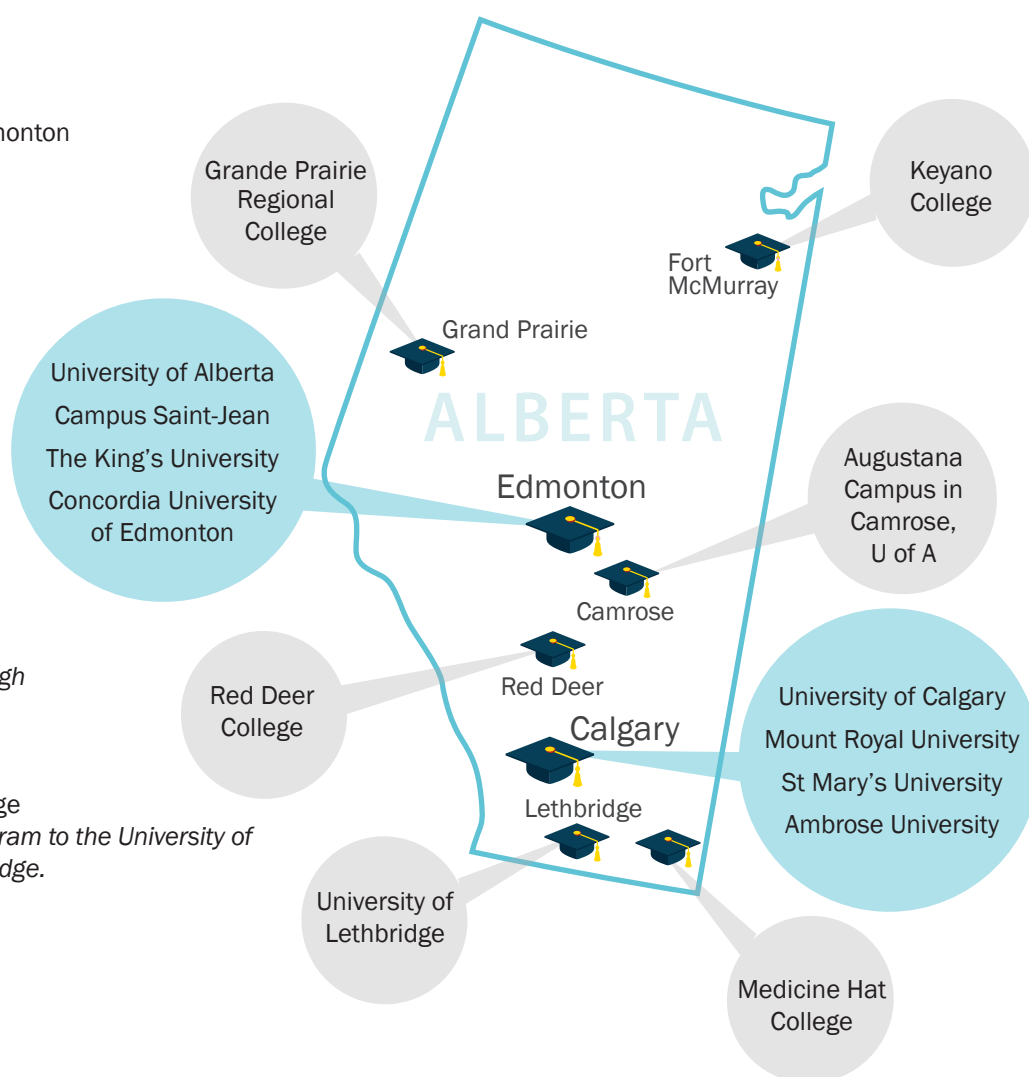 monton
Grande Prairie
Regional
College
Keyano
College
Fort
McMurray
Grand Prairie
University of Alberta
Campus Saint-Jean
The King's University
Concordia University
of Edmonton
ALBERTA
Edmonton
Augustana
Campus in
Camrose,
U of A
Camrose
gh
Red Deer
College
Red Deer
Calgary
University of Calgary
Mount Royal University
St Mary's University
Ambrose University
ge
ram to the University of
dge.
Lethbridge
University of
Lethbridge
Medicine Hat
College